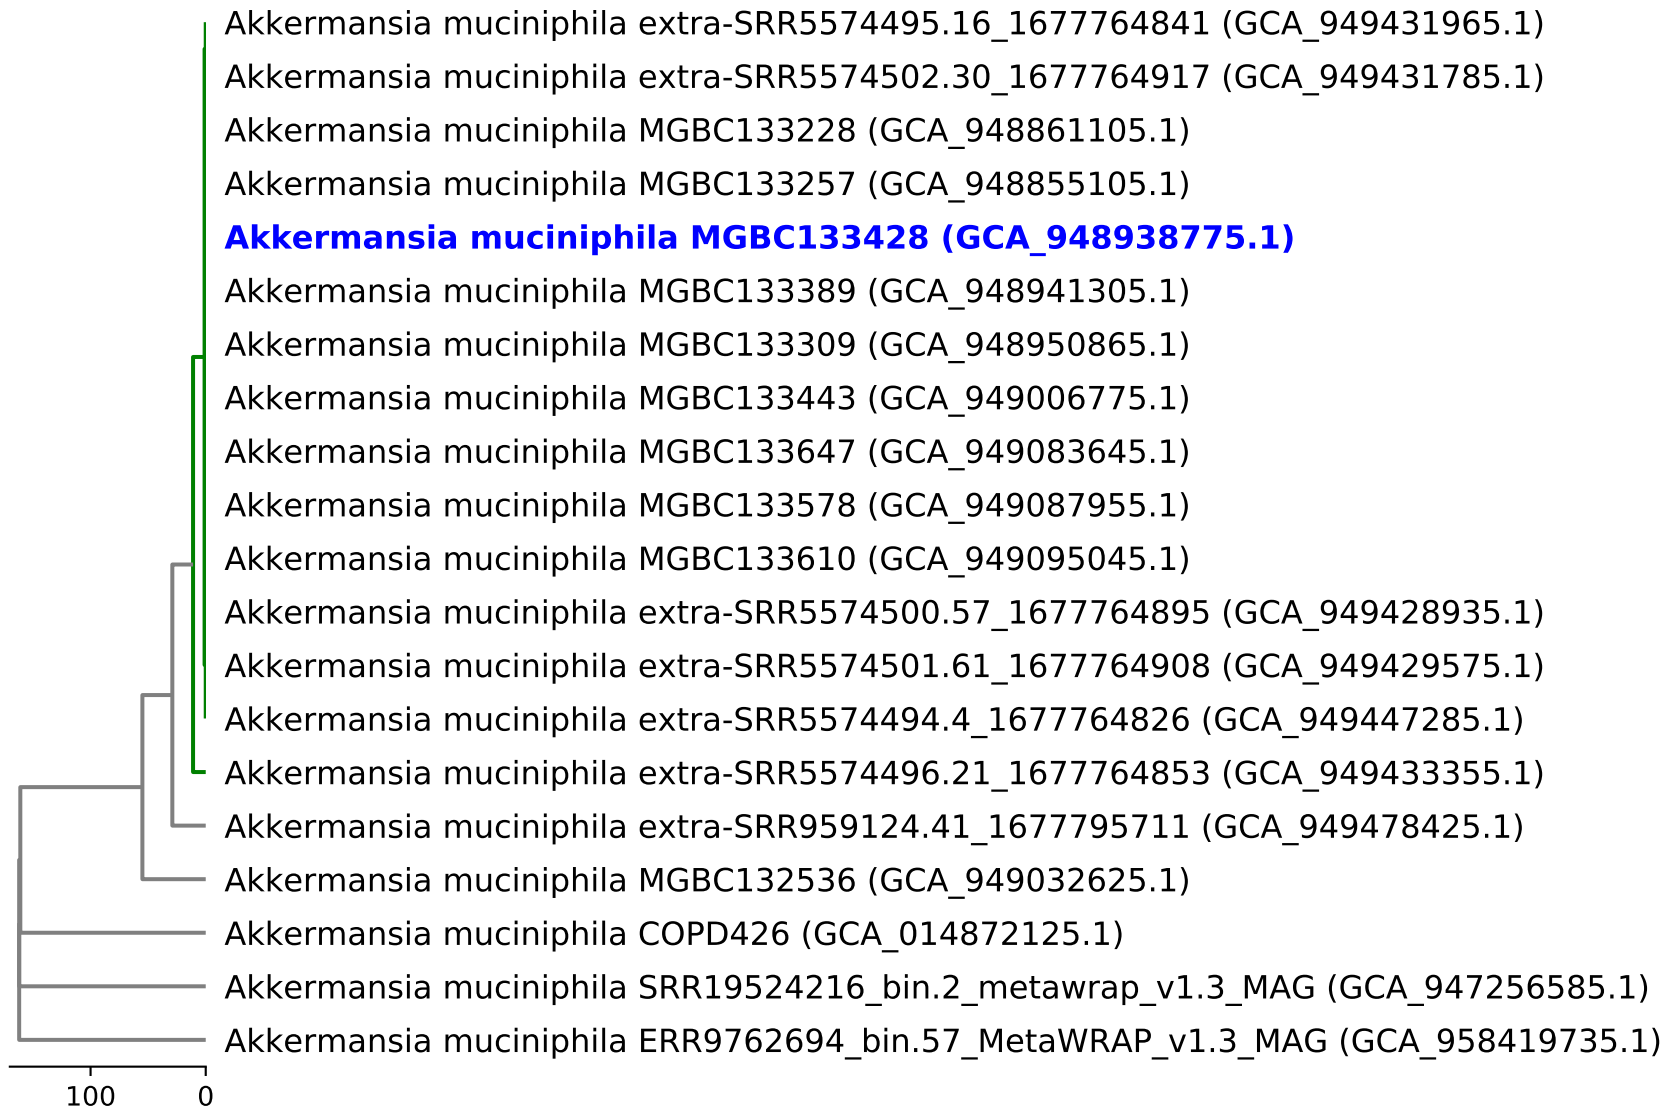 Akkermansia muciniphila extra-SRR5574495.16_1677764841 (GCA_949431965.1)
Akkermansia muciniphila extra-SRR5574502.30_1677764917 (GCA_949431785.1)
Akkermansia muciniphila MGBC133228 (GCA_948861105.1)
Akkermansia muciniphila MGBC133257 (GCA_948855105.1)
Akkermansia muciniphila MGBC133428 (GCA_948938775.1)
Akkermansia muciniphila MGBC133389 (GCA_948941305.1)
Akkermansia muciniphila MGBC133309 (GCA_948950865.1)
Akkermansia muciniphila MGBC133443 (GCA_949006775.1)
Akkermansia muciniphila MGBC133647 (GCA_949083645.1)
Akkermansia muciniphila MGBC133578 (GCA_949087955.1)
Akkermansia muciniphila MGBC133610 (GCA_949095045.1)
Akkermansia muciniphila extra-SRR5574500.57_1677764895 (GCA_949428935.1)
Akkermansia muciniphila extra-SRR5574501.61_1677764908 (GCA_949429575.1)
Akkermansia muciniphila extra-SRR5574494.4_1677764826 (GCA_949447285.1)
Akkermansia muciniphila extra-SRR5574496.21_1677764853 (GCA_949433355.1)
Akkermansia muciniphila extra-SRR959124.41_1677795711 (GCA_949478425.1)
Akkermansia muciniphila MGBC132536 (GCA_949032625.1)
Akkermansia muciniphila COPD426 (GCA_014872125.1)
Akkermansia muciniphila SRR19524216_bin.2_metawrap_v1.3_MAG (GCA_947256585.1)
Akkermansia muciniphila ERR9762694_bin.57_MetaWRAP_v1.3_MAG (GCA_958419735.1)
100 0